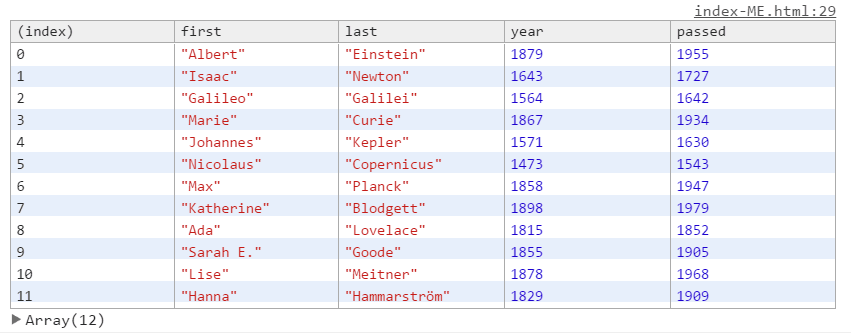 index-ME.html:29
(index) first last year passed
0 "Albert" "Einstein" 1879 1955
1 "Isaac" "Newton" 1643 1727
2 "Galileo" "Galilei" 1564 1642
3 "Marie" "Curie" 1867 1934
4 "Johannes" "Kepler" 1571 1630
5 "Nicolaus" "Copernicus" 1473 1543
6 "Max" "Planck" 1858 1947
7 "Katherine" "Blodgett" 1898 1979
8 "Ada" "Lovelace" 1815 1852
9 "Sarah E." "Goode" 1855 1905
10 "Lise" "Meitner" 1878 1968
11 "Hanna" "Hammarström" 1829 1909
Array(12)